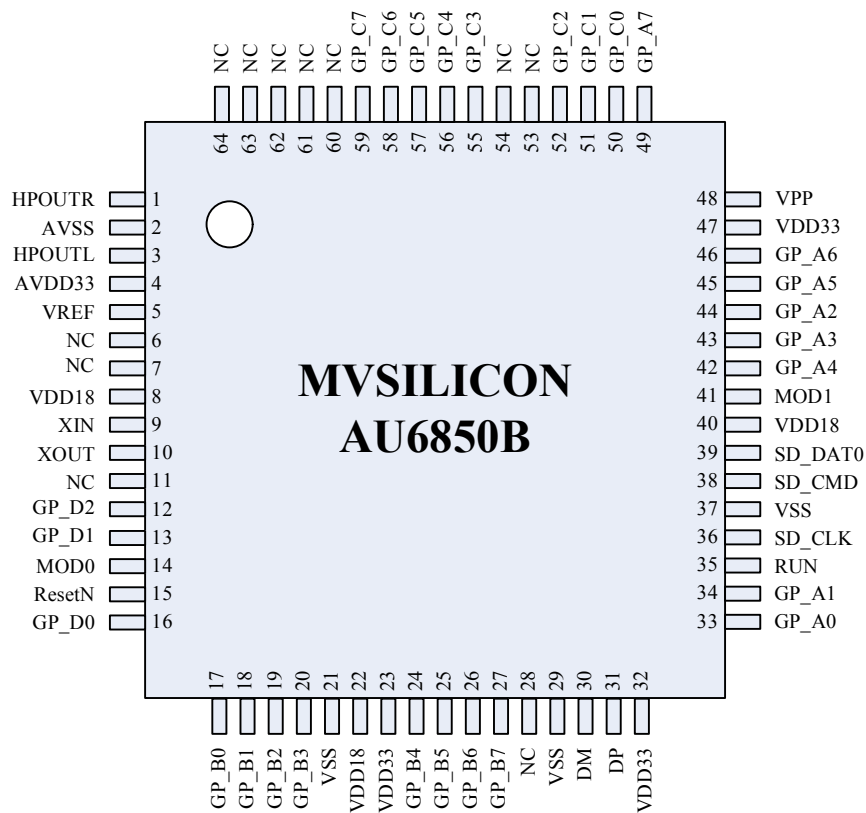 NC
NC
NC
NC
NC
GP_C7
GP_C6
GP_C5
GP_C4
GP_C3
NC
NC
GP_C2
GP_C1
GP_C0
GP_A7
64
63
62
61
60
59
58
57
56
55
54
53
52
51
50
49
HPOUTR 1
AVSS 2
HPOUTL 3
AVDD33 4
VREF 5
NC 6
NC 7
VDD18 8
XIN 9
XOUT 10
NC 11
GP_D2 12
GP_D1 13
MOD0 14
ResetN 15
GP_D0 16
MVSILICON
AU6850B
48 VPP
47 VDD33
46 GP_A6
45 GP_A5
44 GP_A2
43 GP_A3
42 GP_A4
41 MOD1
40 VDD18
39 SD_DAT0
38 SD_CMD
37 VSS
36 SD_CLK
35 RUN
34 GP_A1
33 GP_A0
17
18
19
20
21
22
23
24
25
26
27
28
29
30
31
32
GP_B0
GP_B1
GP_B2
GP_B3
VSS
VDD18
VDD33
GP_B4
GP_B5
GP_B6
GP_B7
NC
VSS
DM
DP
VDD33